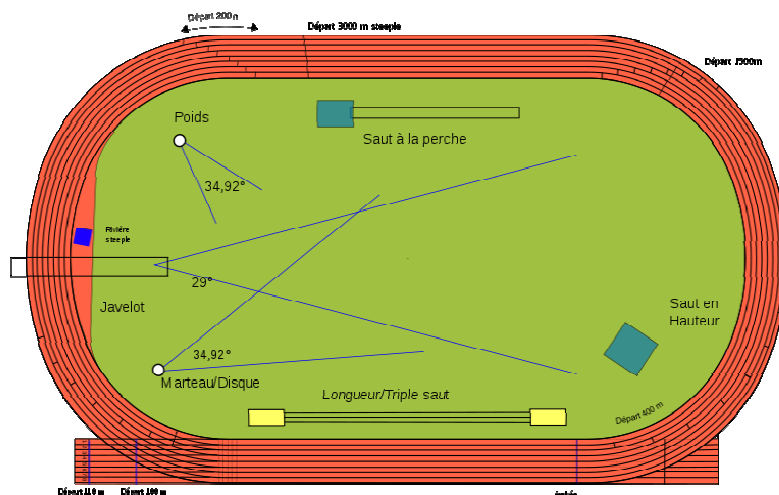 Départ 200m
Départ 3000 m steeple
Départ 1500m
Poids
Saut à la perche
34,92°
Rivière
steeple
29°
Javelot
Saut en
Hauteur
34,92°
Marteau/Disque
Longueur/Triple saut
Départ 400 m
Départ 110 m
Départ 100 m